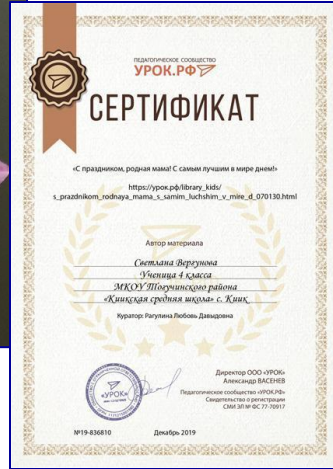 ПЕДАГОГИЧЕСКОЕ СООБЩЕСТВО
УРОК.РФ
СЕРТИФИКАТ
«С праздником, родная мама! С самым лучшим в мире днем!»
https://урок.рф/library_kids/
s_prazdnikom_rodnaya_mama_s_samim_luchshim_v_mire_d_070130.html
Автор материала
Светлана Вергунова
Ученица 4 класса
МКОУ Тогучинского района
«Киикская средняя школа» с. Киик
Куратор: Рагулина Любовь Давыдовна
Директор ООО «УРОК»
Александр ВАСЕНЕВ
Педагогическое сообщество «УРОК.РФ»
Свидетельство о регистрации
СМИ ЭЛ № ФС 77-70917
«УРОК»
№19-836810
Декабрь 2019